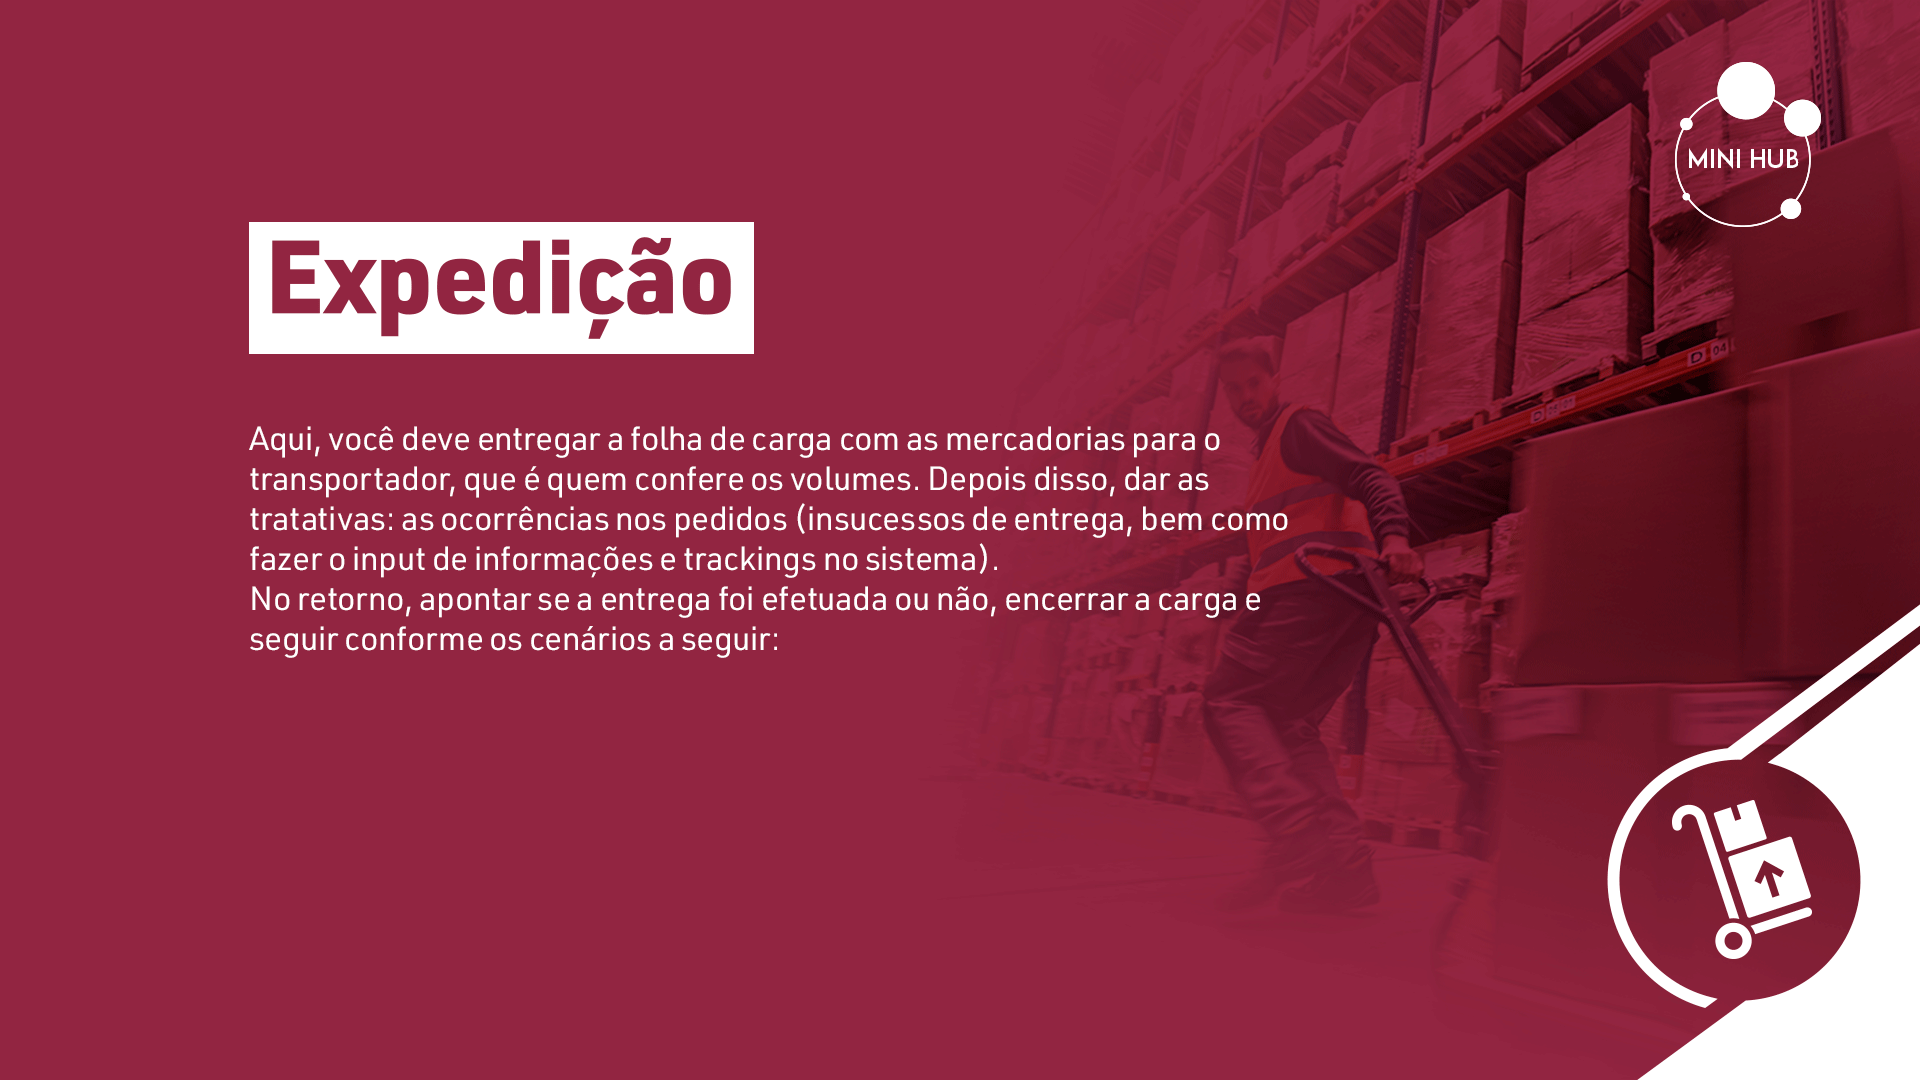 MINI HUB
Expedição
Aqui, você deve entregar a folha de carga com as mercadorias para o
transportador, que é quem confere os volumes. Depois disso, dar as
tratativas: as ocorrências nos pedidos (insucessos de entrega, bem como
fazer o input de informações e trackings no sistema).
No retorno, apontar se a entrega foi efetuada ou não, encerrar a carga e
seguir conforme os cenários a seguir:
D 04